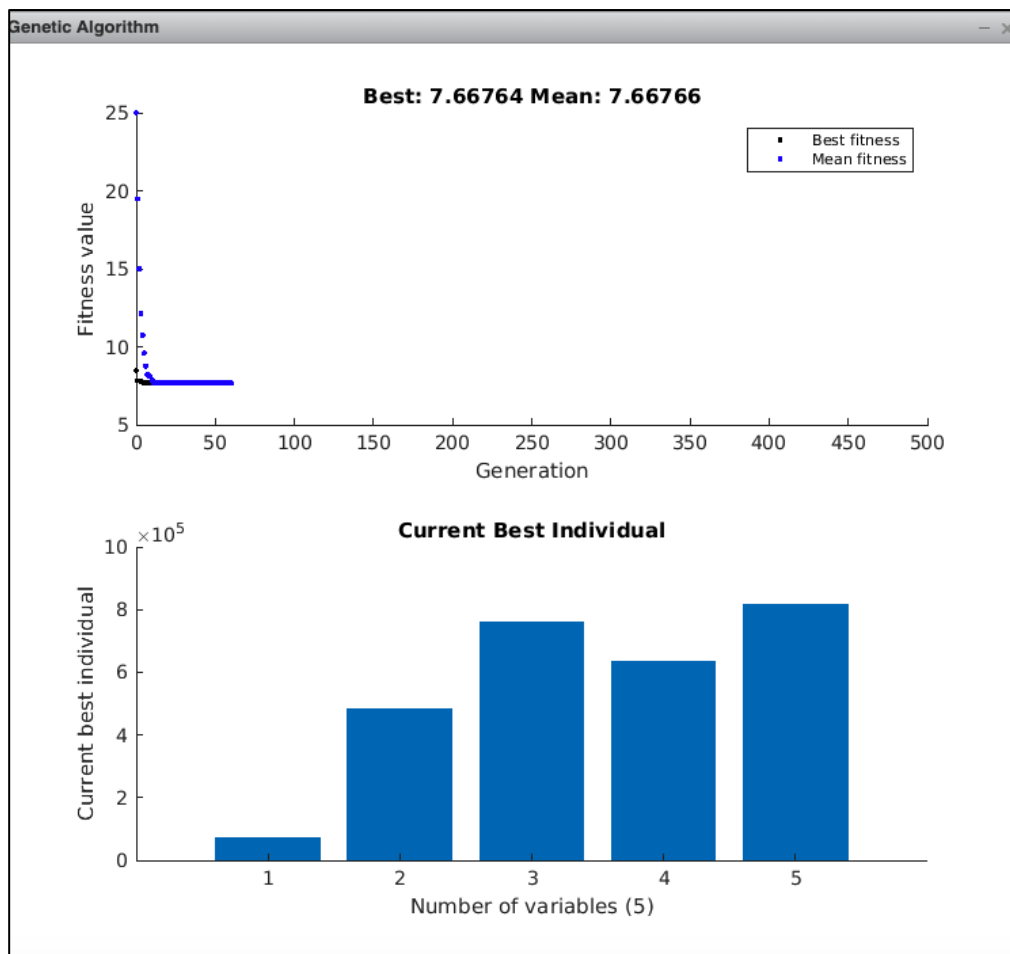 Genetic Algorithm
Best: 7.66764 Mean: 7.66766
25
20
15
10
5
Fitness value
Best fitness
Mean fitness
0 50 100 150 200 250 300 350 400 450 500
Generation
Current Best Individual
×10^5
10
8
6
4
2
0
Current best individual
1 2 3 4 5
Number of variables (5)